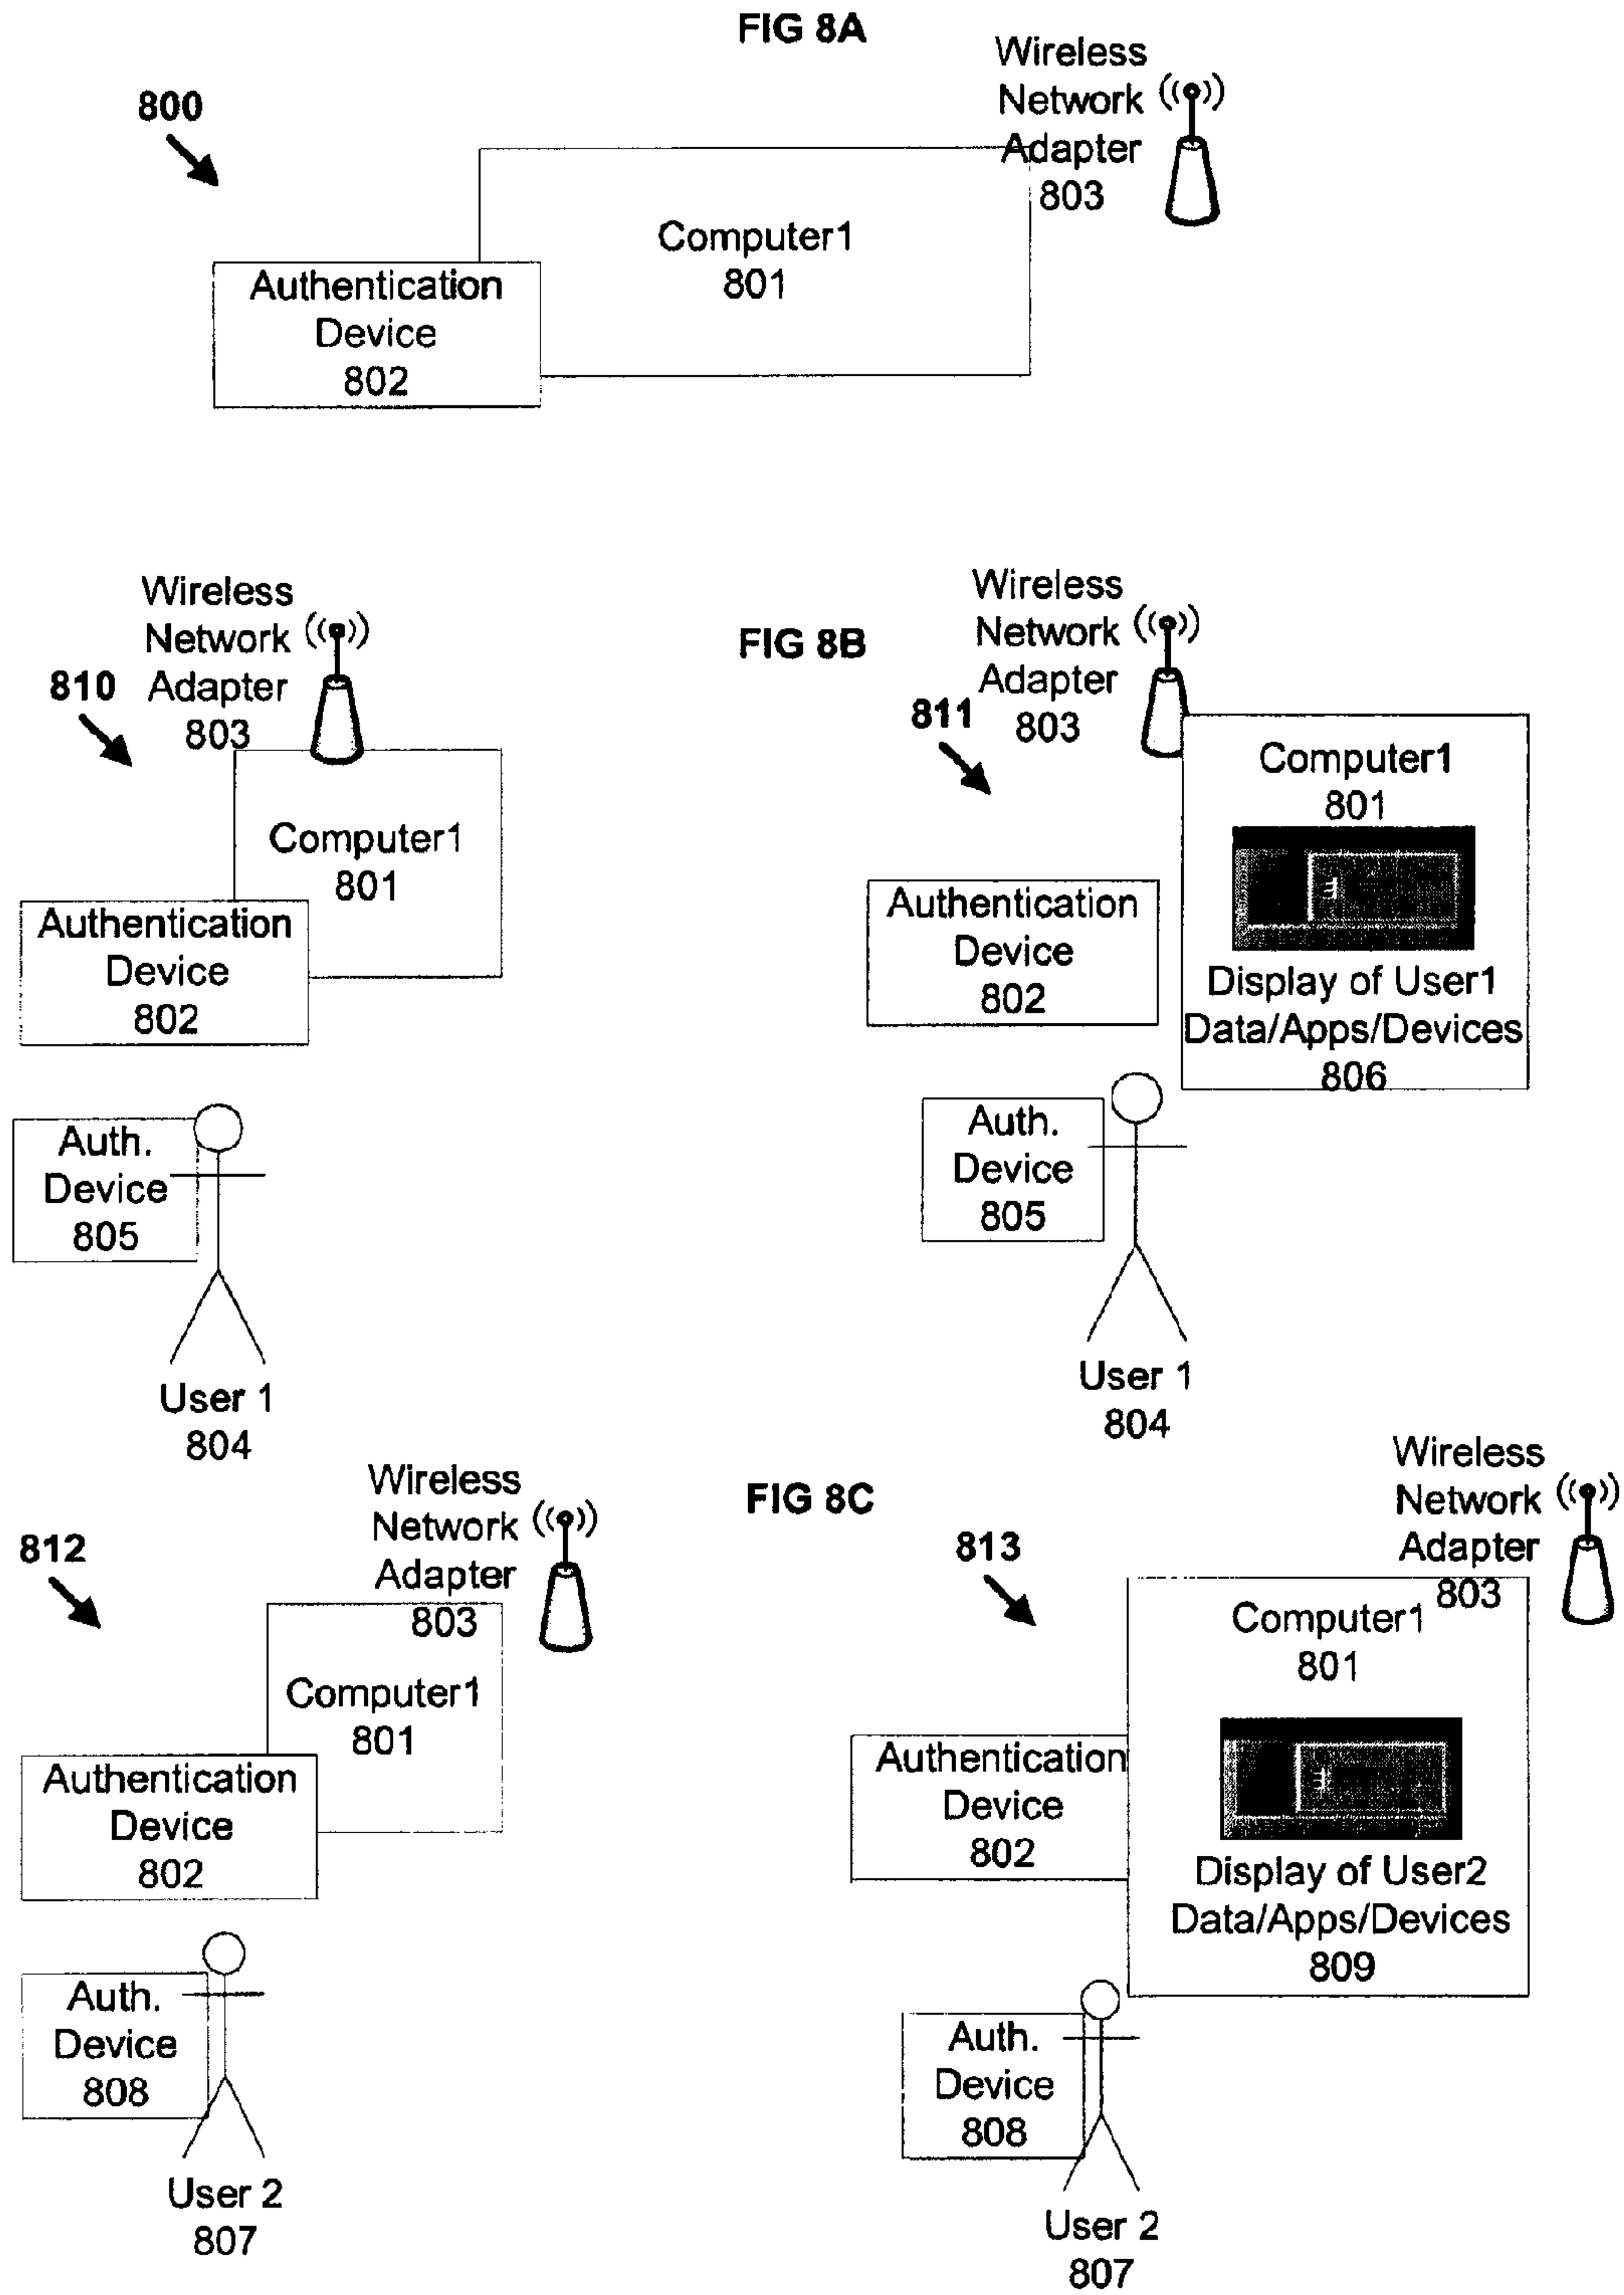 FIG 8A
Wireless
Network
Adapter
803
800
Computer1
801
Authentication
Device
802
FIG 8B
Wireless
Network
Adapter
803
810
Computer1
801
Authentication
Device
802
Auth.
Device
805
User 1
804
Wireless
Network
Adapter
803
811
Computer1
801
Authentication
Device
802
Display of User1
Data/Apps/Devices
806
Auth.
Device
805
User 1
804
FIG 8C
Wireless
Network
Adapter
803
812
Computer1
801
Authentication
Device
802
Auth.
Device
808
User 2
807
Wireless
Network
Adapter
803
813
Computer1
801
Authentication
Device
802
Display of User2
Data/Apps/Devices
809
Auth.
Device
808
User 2
807